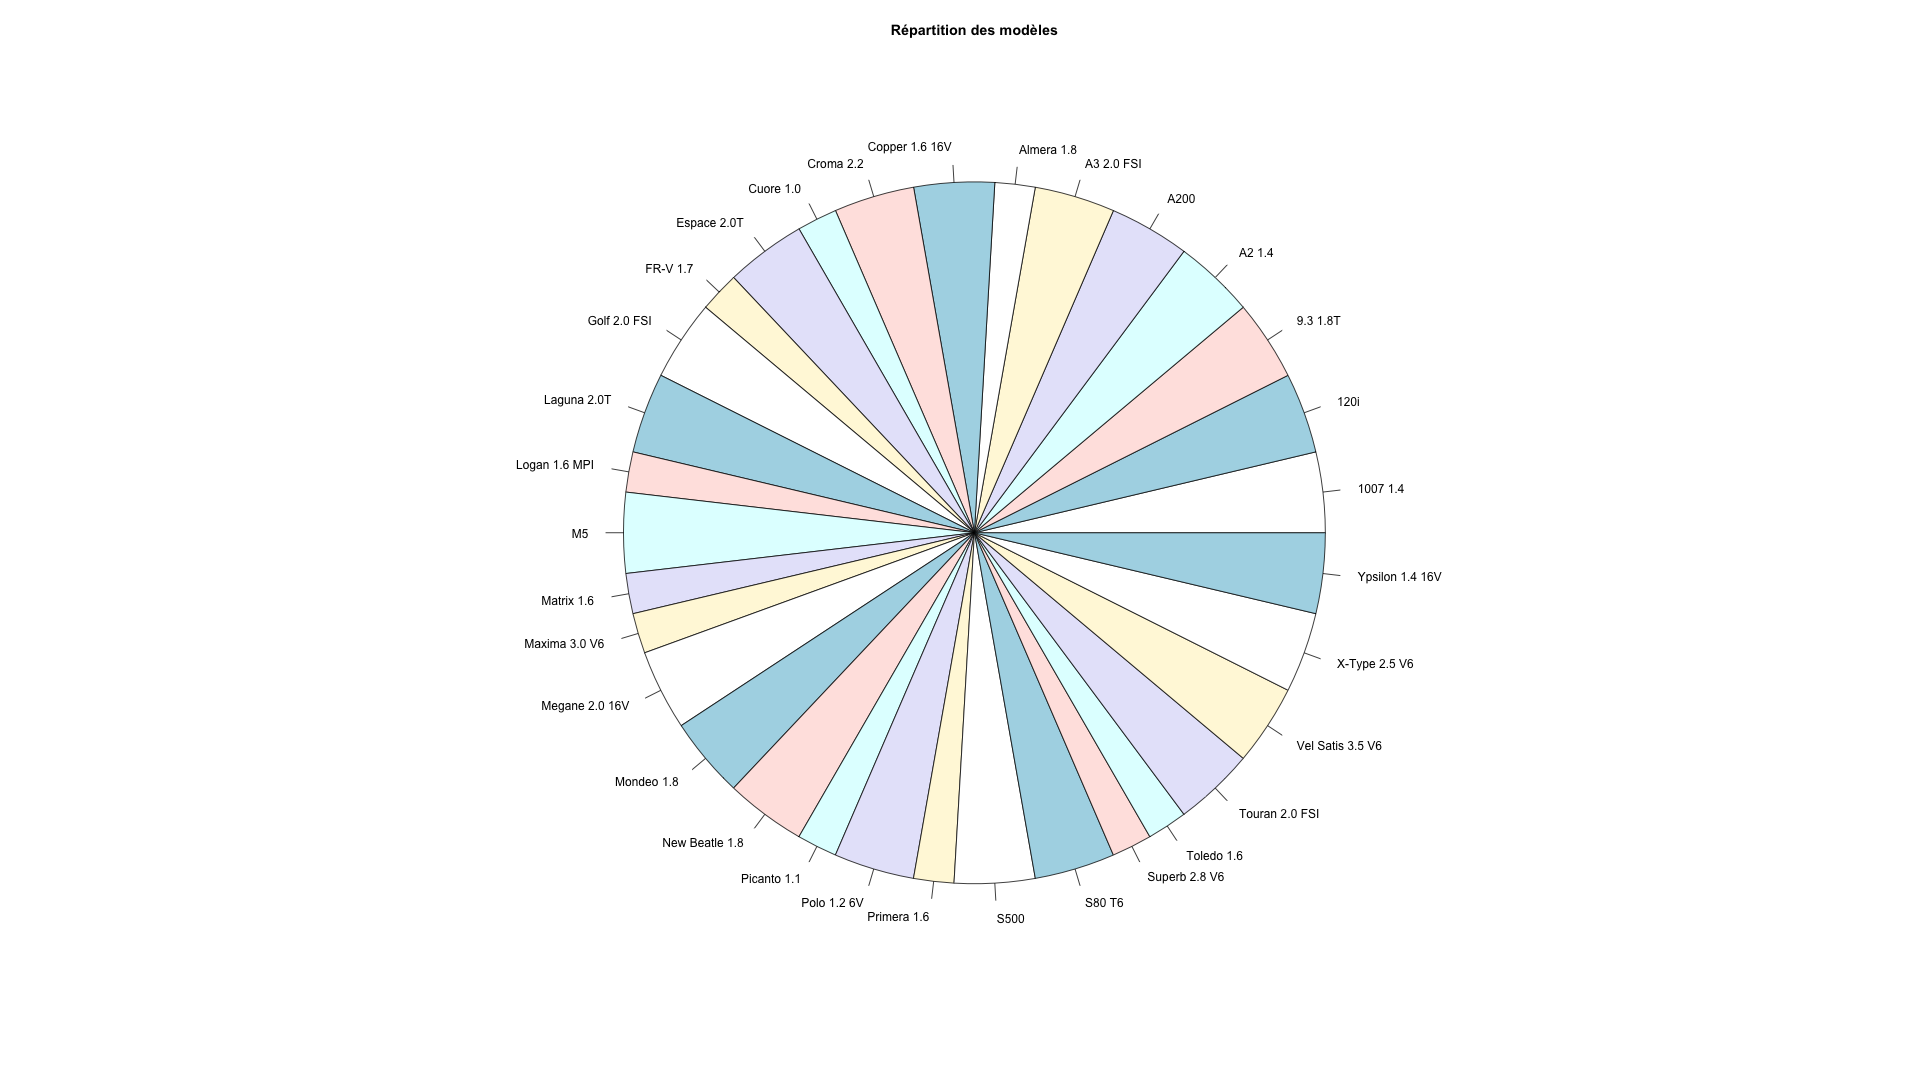 Répartition des modèles
Copper 1.6 16V
Almera 1.8
Croma 2.2
A3 2.0 FSI
Cuore 1.0
A200
Espace 2.0T
A2 1.4
FR-V 1.7
Golf 2.0 FSI
9.3 1.8T
Laguna 2.0T
120i
Logan 1.6 MPI
1007 1.4
M5
Ypsilon 1.4 16V
Matrix 1.6
Maxima 3.0 V6
X-Type 2.5 V6
Megane 2.0 16V
Vel Satis 3.5 V6
Mondeo 1.8
Touran 2.0 FSI
New Beatle 1.8
Toledo 1.6
Picanto 1.1
Superb 2.8 V6
Polo 1.2 6V
S80 T6
Primera 1.6
S500